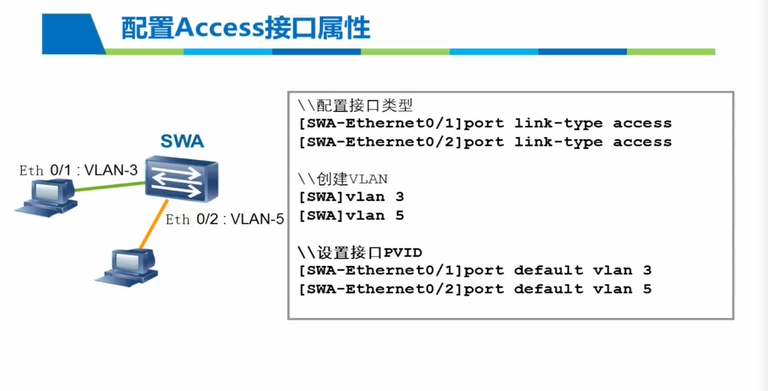 配置Access接口属性
SWA
Eth 0/1 : VLAN-3
Eth 0/2 : VLAN-5
\\配置接口类型
[SWA-Ethernet0/1]port link-type access
[SWA-Ethernet0/2]port link-type access
\\创建VLAN
[SWA]vlan 3
[SWA]vlan 5
\\设置接口PVID
[SWA-Ethernet0/1]port default vlan 3
[SWA-Ethernet0/2]port default vlan 5